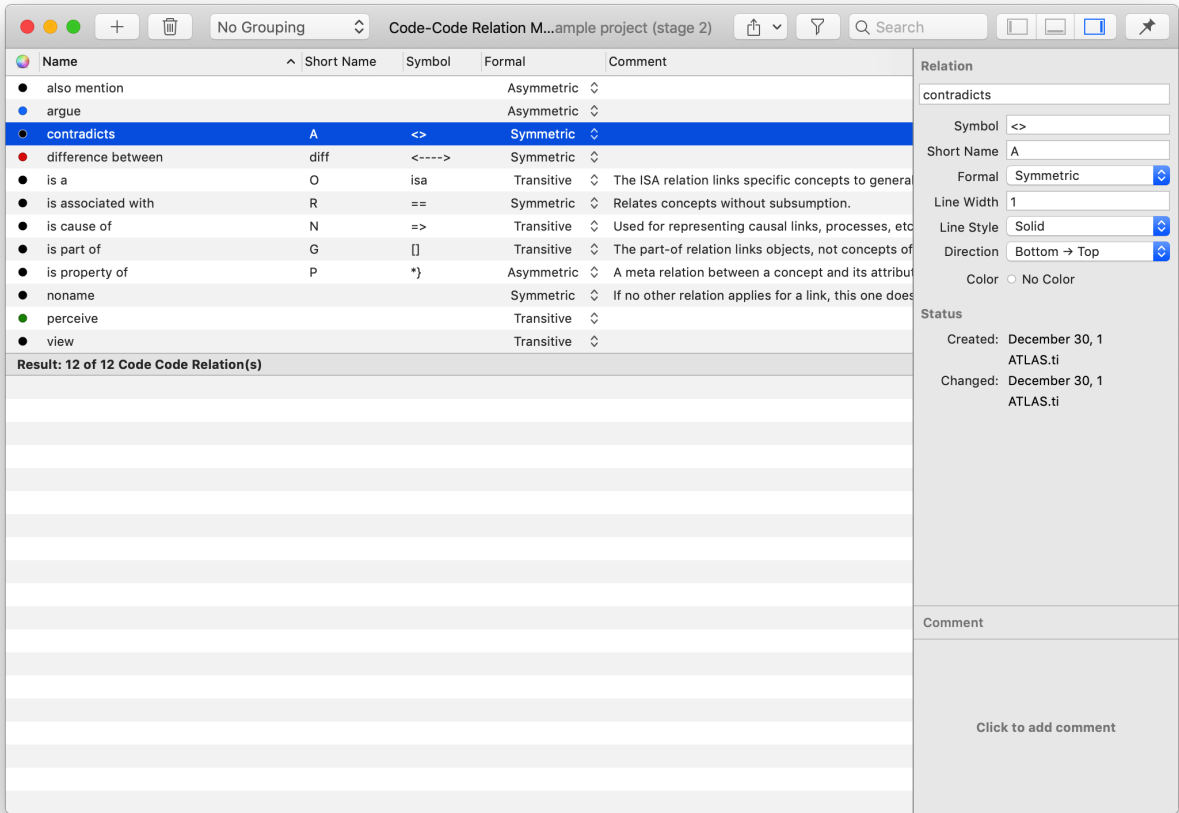 No Grouping Code-Code Relation M...ample project (stage 2) Search
Name Short Name Symbol Formal Comment
also mention Asymmetric
argue Asymmetric
contradicts A <> Symmetric
difference between diff <----> Symmetric
is a O isa Transitive The ISA relation links specific concepts to general
is associated with R == Symmetric Relates concepts without subsumption.
is cause of N => Transitive Used for representing causal links, processes, etc
is part of G [] Transitive The part-of relation links objects, not concepts of
is property of P *} Asymmetric A meta relation between a concept and its attribut
noname Symmetric If no other relation applies for a link, this one does
perceive Transitive
view Transitive
Result: 12 of 12 Code Code Relation(s)
Relation
contradicts
Symbol <>
Short Name A
Formal Symmetric
Line Width 1
Line Style Solid
Direction Bottom → Top
Color No Color
Status
Created: December 30, 1
ATLAS.ti
Changed: December 30, 1
ATLAS.ti
Comment
Click to add comment